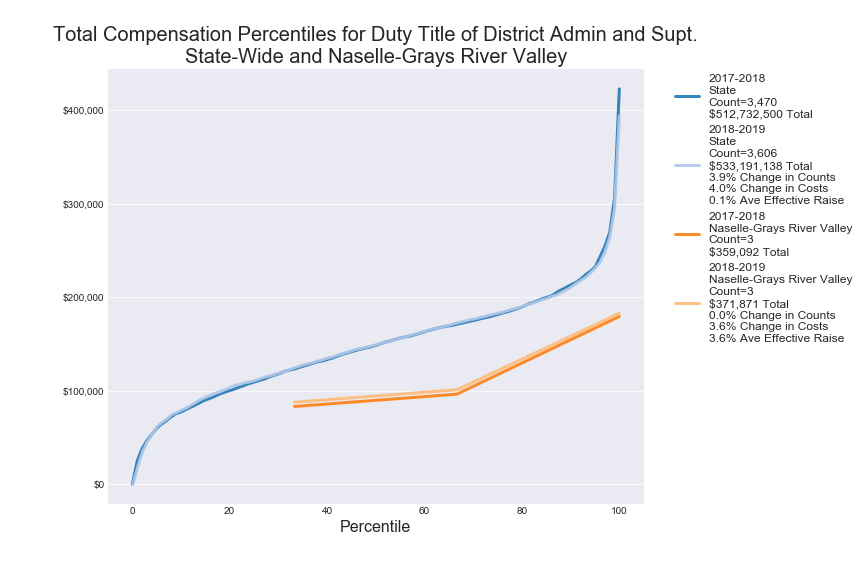 Total Compensation Percentiles for Duty Title of District Admin and Supt.
State-Wide and Naselle-Grays River Valley
$400,000
$300,000
$200,000
$100,000
$0
0
20
40
60
80
100
Percentile
2017-2018
State
Count=3,470
$512,732,500 Total
2018-2019
State
Count=3,606
$533,191,138 Total
3.9% Change in Counts
4.0% Change in Costs
0.1% Ave Effective Raise
2017-2018
Naselle-Grays River Valley
Count=3
$359,092 Total
2018-2019
Naselle-Grays River Valley
Count=3
$371,871 Total
0.0% Change in Counts
3.6% Change in Costs
3.6% Ave Effective Raise